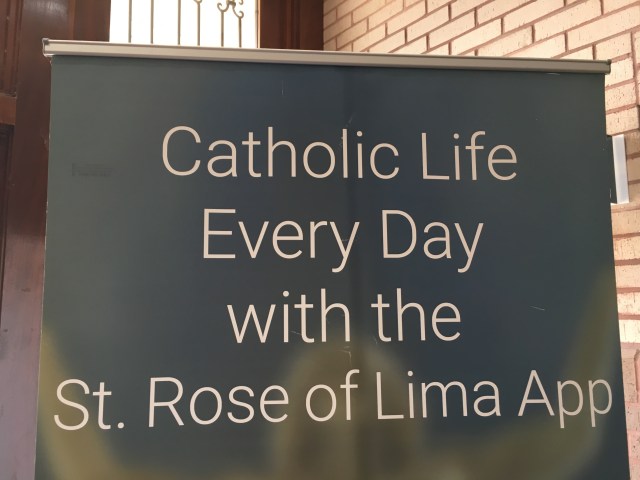 Catholic Life
Every Day
with the
St. Rose of Lima App